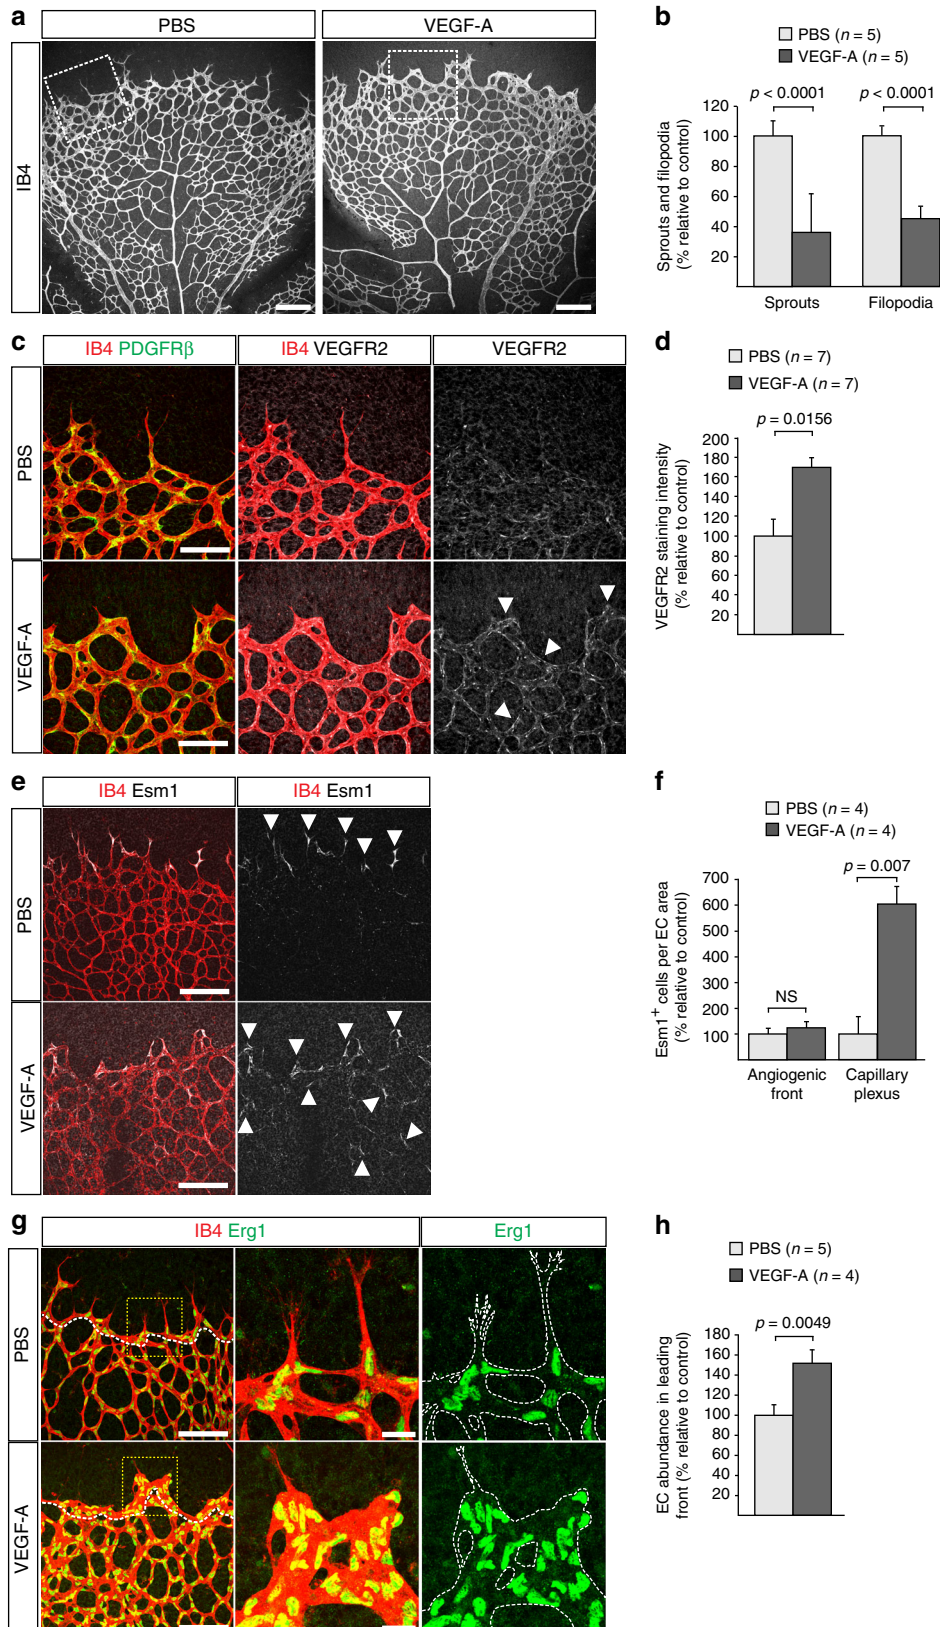 a
PBS
VEGF-A
IB4
b
PBS (n = 5)
VEGF-A (n = 5)
p < 0.0001
p < 0.0001
Sprouts and filopodia
(% relative to control)
120
100
80
60
40
20
Sprouts
Filopodia
c
IB4 PDGFRβ
IB4 VEGFR2
VEGFR2
PBS
VEGF-A
d
PBS (n = 7)
VEGF-A (n = 7)
p = 0.0156
VEGFR2 staining intensity
(% relative to control)
200
180
160
140
120
100
80
60
40
20
e
IB4 Esm1
IB4 Esm1
PBS
VEGF-A
f
PBS (n = 4)
VEGF-A (n = 4)
p = 0.007
NS
Esm1+ cells per EC area
(% relative to control)
700
600
500
400
300
200
100
Angiogenic
front
Capillary
plexus
g
IB4 Erg1
Erg1
PBS
VEGF-A
h
PBS (n = 5)
VEGF-A (n = 4)
p = 0.0049
EC abundance in leading
front (% relative to control)
180
160
140
120
100
80
60
40
20